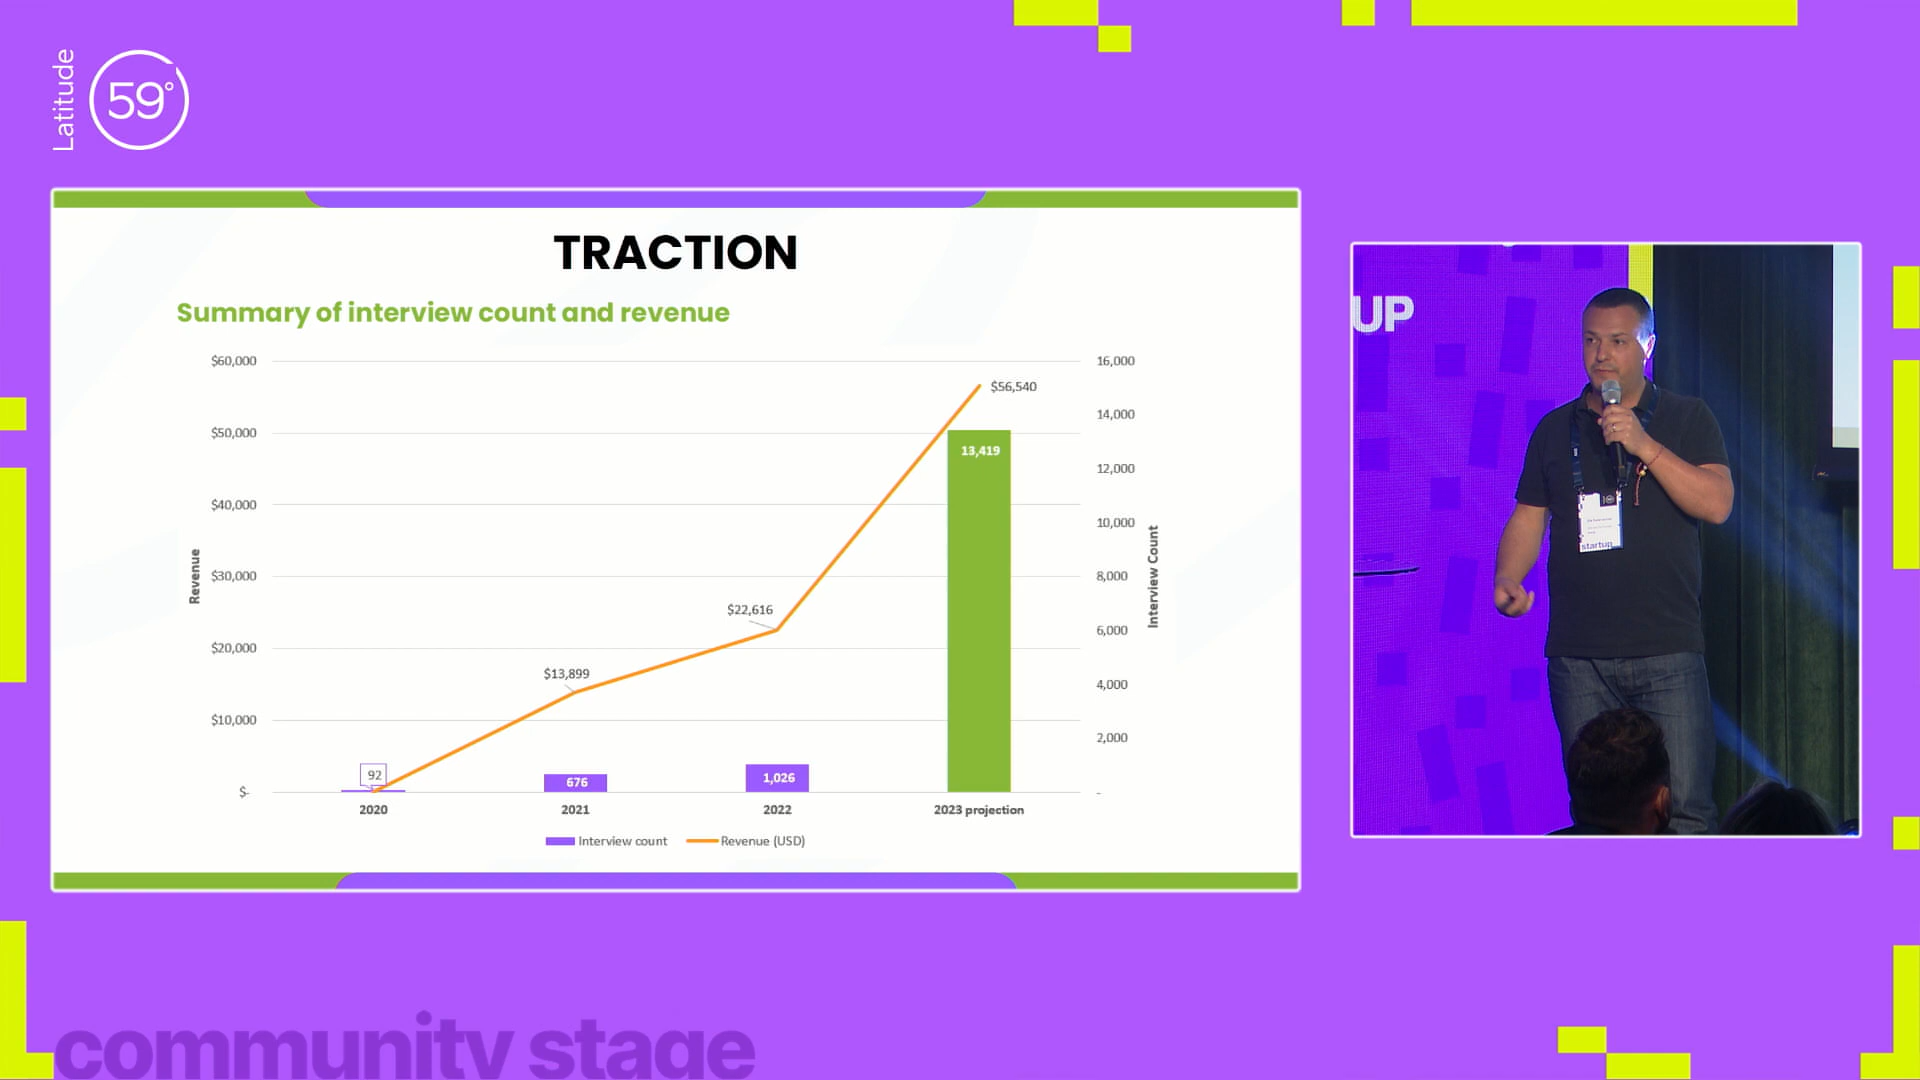 Latitude
59°
TRACTION
Summary of interview count and revenue
$60,000
$50,000
$40,000
$30,000
$20,000
$10,000
$-
Revenue
16,000
14,000
12,000
10,000
8,000
6,000
4,000
2,000
-
Interview Count
$56,540
13,419
$22,616
$13,899
92
676
1,026
2020
2021
2022
2023 projection
Interview count
Revenue (USD)
UP
startup
community stage